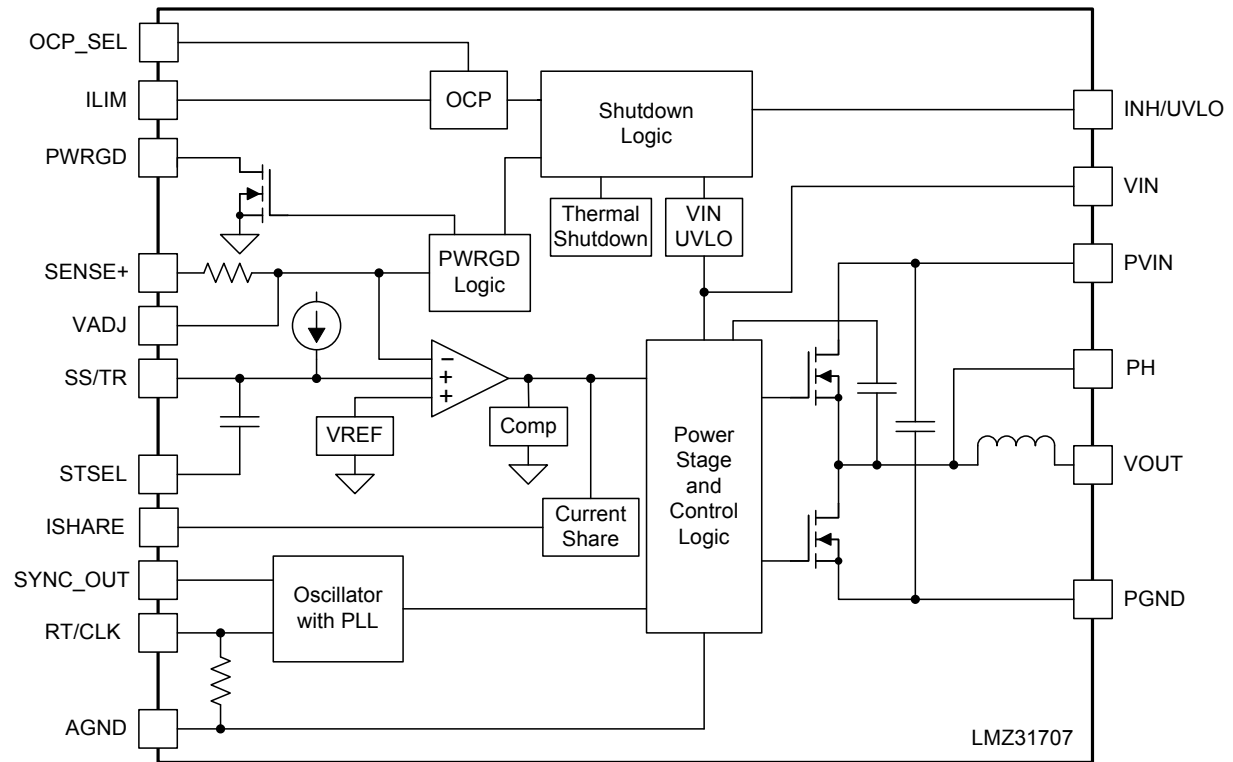 OCP_SEL
ILIM
PWRGD
SENSE+
VADJ
SS/TR
STSEL
ISHARE
SYNC_OUT
RT/CLK
AGND
OCP
Shutdown
Logic
Thermal
Shutdown
VIN
UVLO
PWRGD
Logic
−
+
+
VREF
Comp
Current
Share
Oscillator
with PLL
Power
Stage
and
Control
Logic
INH/UVLO
VIN
PVIN
PH
VOUT
PGND
LMZ31707